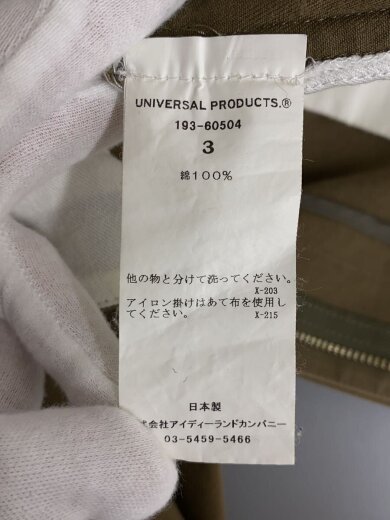 UNIVERSAL PRODUCTS.®
193-60504
3
綿100%
他の物と分けて洗ってください。
X-203
アイロン掛けはあて布を使用し
てください。 X-215
日本製
株式会社アイディーランドカンパニー
03-5459-5466